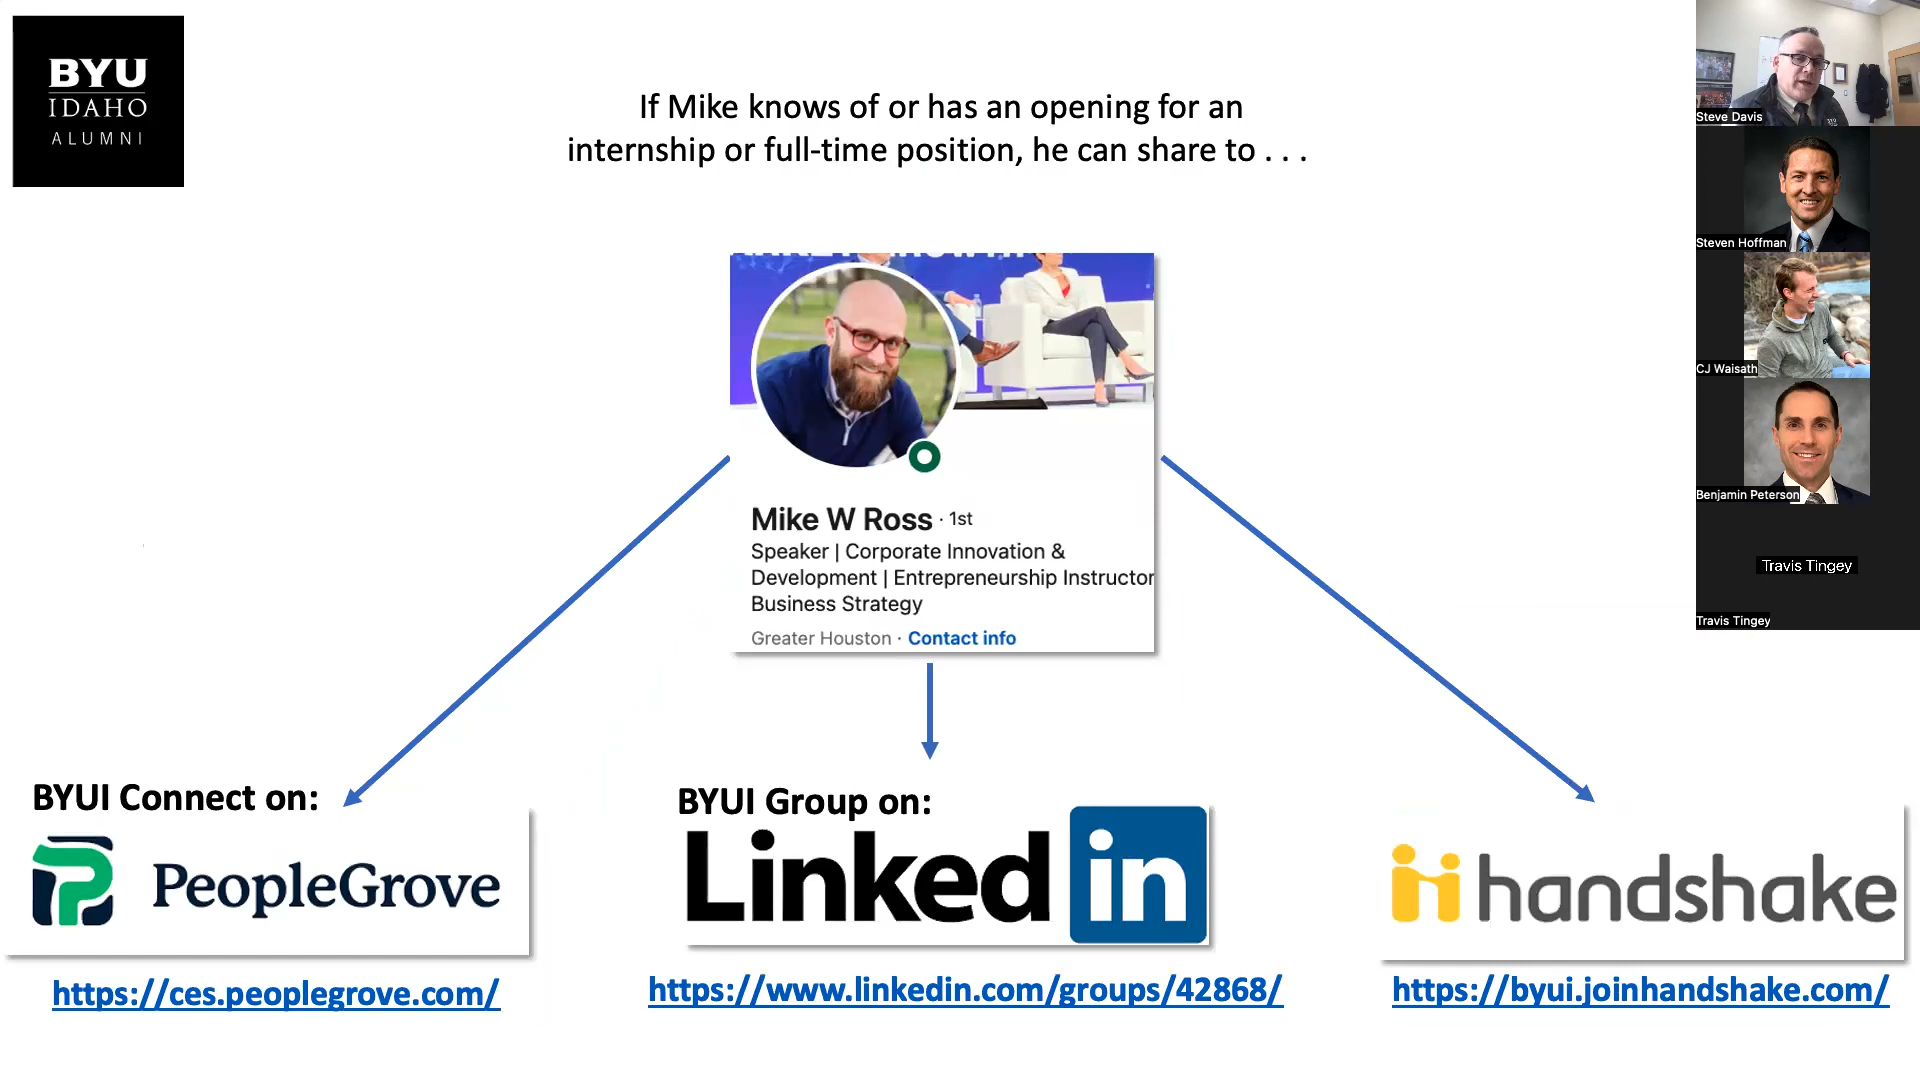 BYU
IDAHO
ALUMNI
If Mike knows of or has an opening for an
internship or full-time position, he can share to . . .
Mike W Ross · 1st
Speaker | Corporate Innovation &
Development | Entrepreneurship Instructor
Business Strategy
Greater Houston · Contact info
BYUI Connect on:
PeopleGrove
https://ces.peoplegrove.com/
BYUI Group on:
Linked in
https://www.linkedin.com/groups/42868/
handshake
https://byui.joinhandshake.com/
Steve Davis
Steven Hoffman
CJ Waisath
Benjamin Peterson
Travis Tingey
Travis Tingey